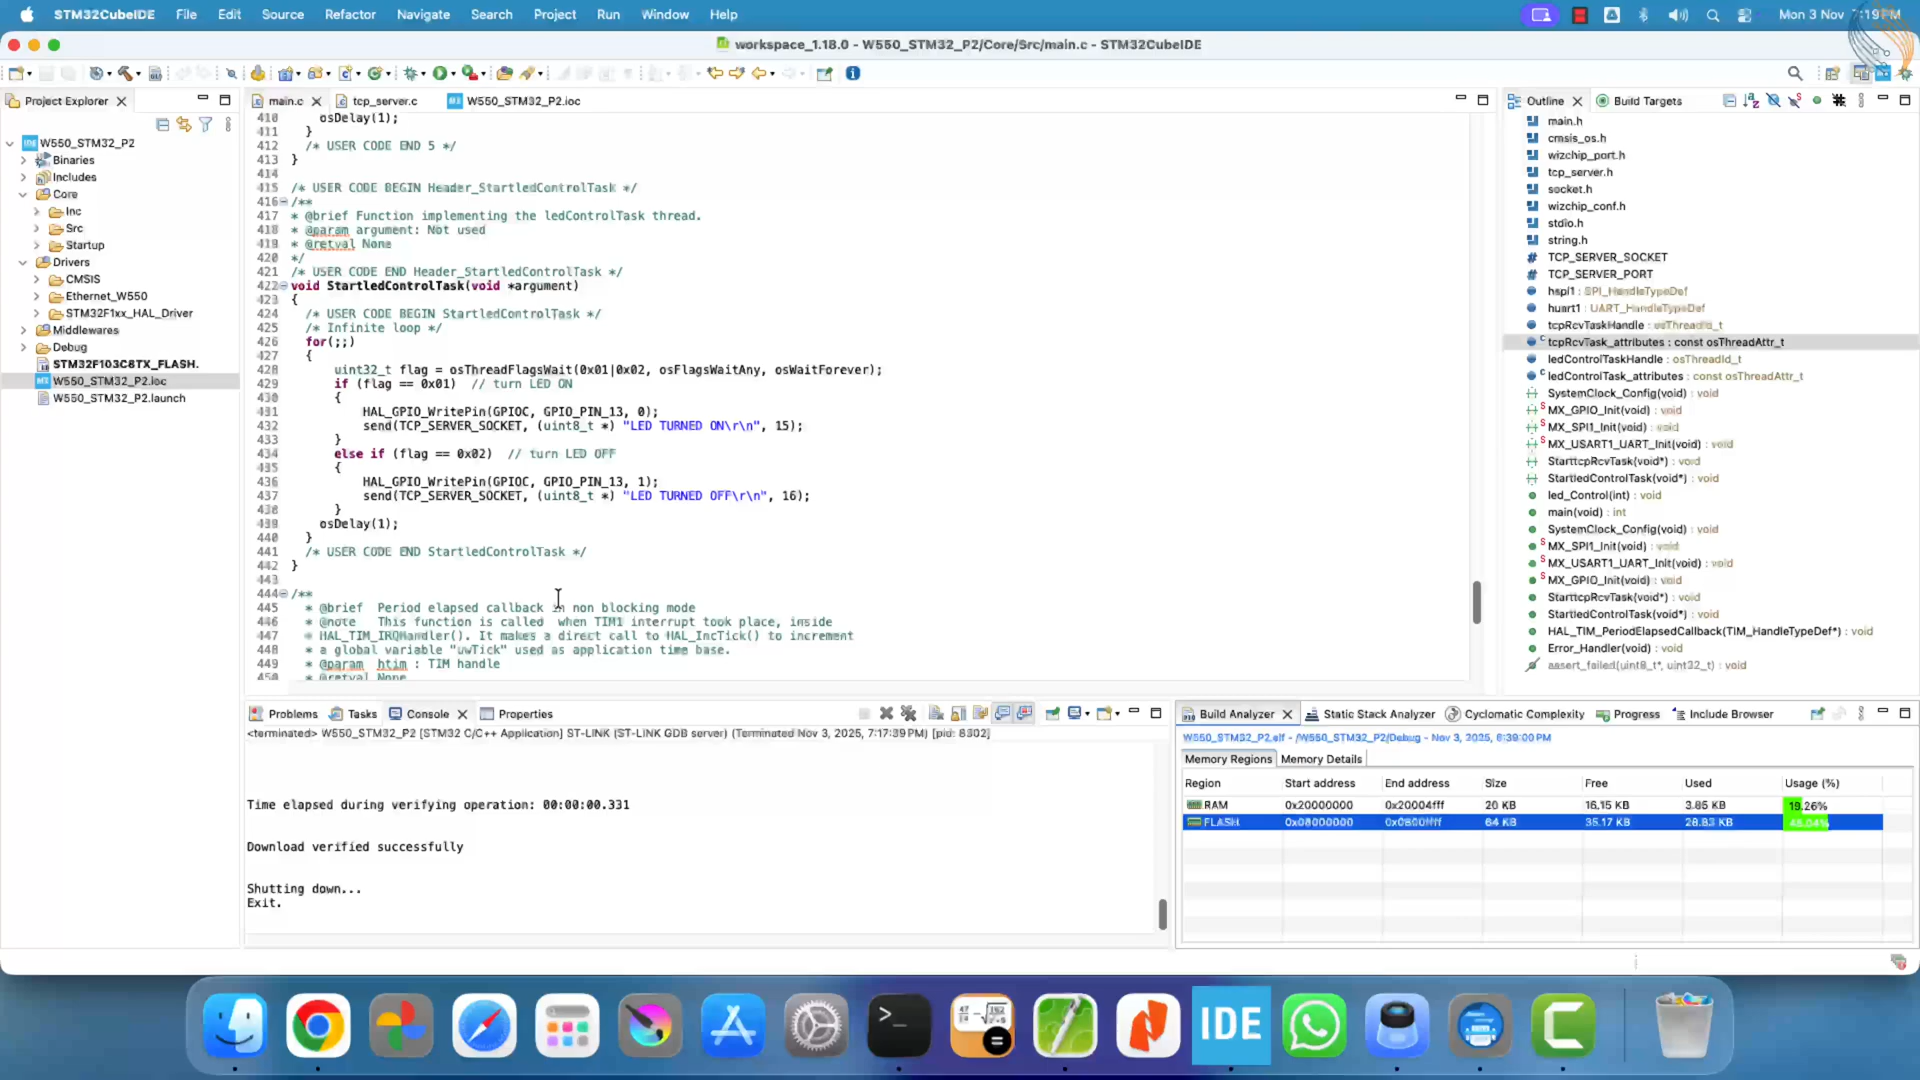 STM32CubeIDE File Edit Source Refactor Navigate Search Project Run Window Help
Mon 3 Nov 7:19PM
workspace_1.18.0 - W550_STM32_P2/Core/Src/main.c - STM32CubeIDE
Project Explorer
W550_STM32_P2
Binaries
Includes
Core
Inc
Src
Startup
Drivers
CMSIS
Ethernet_W550
STM32F1xx_HAL_Driver
Middlewares
Debug
STM32F103C8TX_FLASH.
W550_STM32_P2.ioc
W550_STM32_P2.launch
main.c tcp_server.c W550_STM32_P2.ioc
410 osDelay(1);
411 }
412 /* USER CODE END 5 */
413 }
414
415 /* USER CODE BEGIN Header_StartledControlTask */
416 /**
417 * @brief Function implementing the ledControlTask thread.
418 * @param argument: Not used
419 * @retval None
420 */
421 /* USER CODE END Header_StartledControlTask */
422 void StartledControlTask(void *argument)
423 {
424 /* USER CODE BEGIN StartledControlTask */
425 /* Infinite loop */
426 for(;;)
427 {
428 uint32_t flag = osThreadFlagsWait(0x01|0x02, osFlagsWaitAny, osWaitForever);
429 if (flag == 0x01) // turn LED ON
430 {
431 HAL_GPIO_WritePin(GPIOC, GPIO_PIN_13, 0);
432 send(TCP_SERVER_SOCKET, (uint8_t *) "LED TURNED ON\r\n", 15);
433 }
434 else if (flag == 0x02) // turn LED OFF
435 {
436 HAL_GPIO_WritePin(GPIOC, GPIO_PIN_13, 1);
437 send(TCP_SERVER_SOCKET, (uint8_t *) "LED TURNED OFF\r\n", 16);
438 }
439 osDelay(1);
440 }
441 /* USER CODE END StartledControlTask */
442 }
443
444 /**
445 * @brief Period elapsed callback in non blocking mode
446 * @note This function is called when TIM1 interrupt took place, inside
447 * HAL_TIM_IRQHandler(). It makes a direct call to HAL_IncTick() to increment
448 * a global variable "uwTick" used as application time base.
449 * @param htim : TIM handle
450 * @retval None
Outline Build Targets
main.h
cmsis_os.h
wizchip_port.h
tcp_server.h
socket.h
wizchip_conf.h
stdio.h
string.h
TCP_SERVER_SOCKET
TCP_SERVER_PORT
hspi1 : SPI_HandleTypeDef
huart1 : UART_HandleTypeDef
tcpRcvTaskHandle : osThreadId_t
tcpRcvTask_attributes : const osThreadAttr_t
ledControlTaskHandle : osThreadId_t
ledControlTask_attributes : const osThreadAttr_t
SystemClock_Config(void) : void
MX_GPIO_Init(void) : void
MX_SPI1_Init(void) : void
MX_USART1_UART_Init(void) : void
StarttcpRcvTask(void*) : void
StartledControlTask(void*) : void
led_Control(int) : void
main(void) : int
SystemClock_Config(void) : void
MX_SPI1_Init(void) : void
MX_USART1_UART_Init(void) : void
MX_GPIO_Init(void) : void
StarttcpRcvTask(void*) : void
StartledControlTask(void*) : void
HAL_TIM_PeriodElapsedCallback(TIM_HandleTypeDef*) : void
Error_Handler(void) : void
assert_failed(uint8_t*, uint32_t) : void
Problems Tasks Console Properties
<terminated> W550_STM32_P2 [STM32 C/C++ Application] ST-LINK (ST-LINK GDB server) (Terminated Nov 3, 2025, 7:17:39 PM) [pid: 8302]
Time elapsed during verifying operation: 00:00:00.331
Download verified successfully
Shutting down...
Exit.
Build Analyzer Static Stack Analyzer Cyclomatic Complexity Progress Include Browser
W550_STM32_P2.elf - /W550_STM32_P2/Debug - Nov 3, 2025, 6:39:00 PM
Memory Regions Memory Details
Region Start address End address Size Free Used Usage (%)
RAM 0x20000000 0x20004fff 20 KB 16.15 KB 3.85 KB 19.26%
FLASH 0x08000000 0x0800ffff 64 KB 35.17 KB 28.83 KB 45.04%
IDE